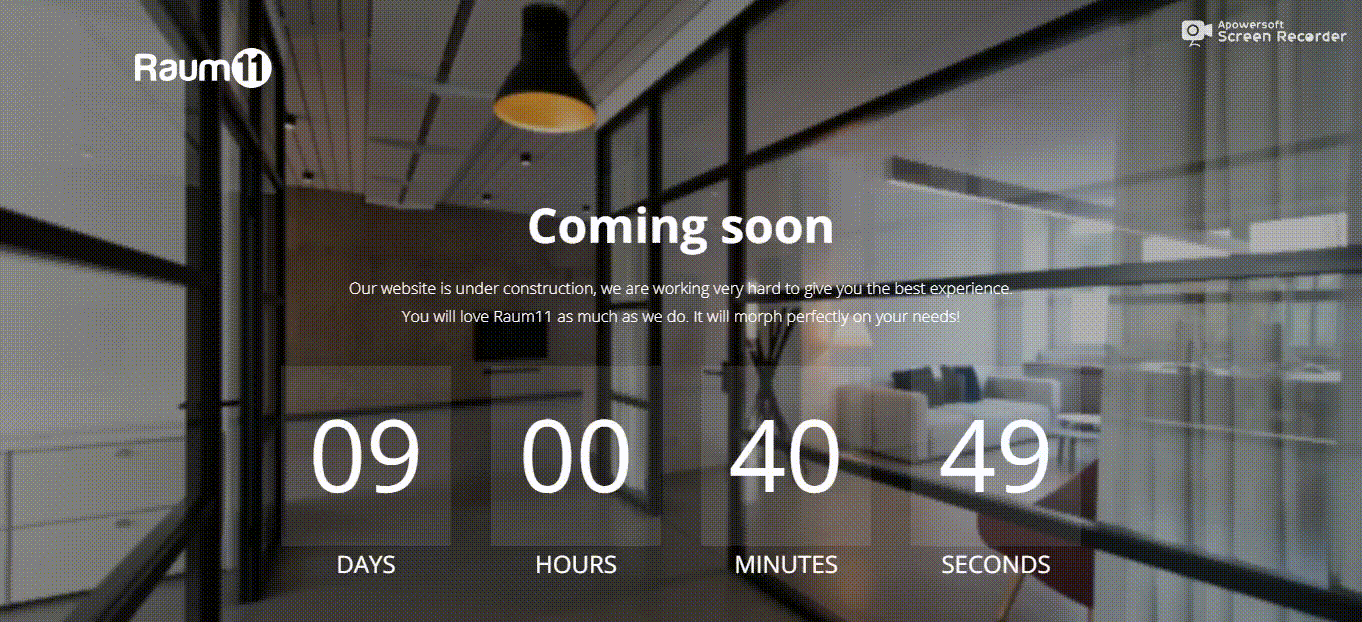 Apowersoft
Screen Recorder
Raum11
Coming soon
Our website is under construction, we are working very hard to give you the best experience.
You will love Raum11 as much as we do. It will morph perfectly on your needs!
09 00 40 49
DAYS HOURS MINUTES SECONDS